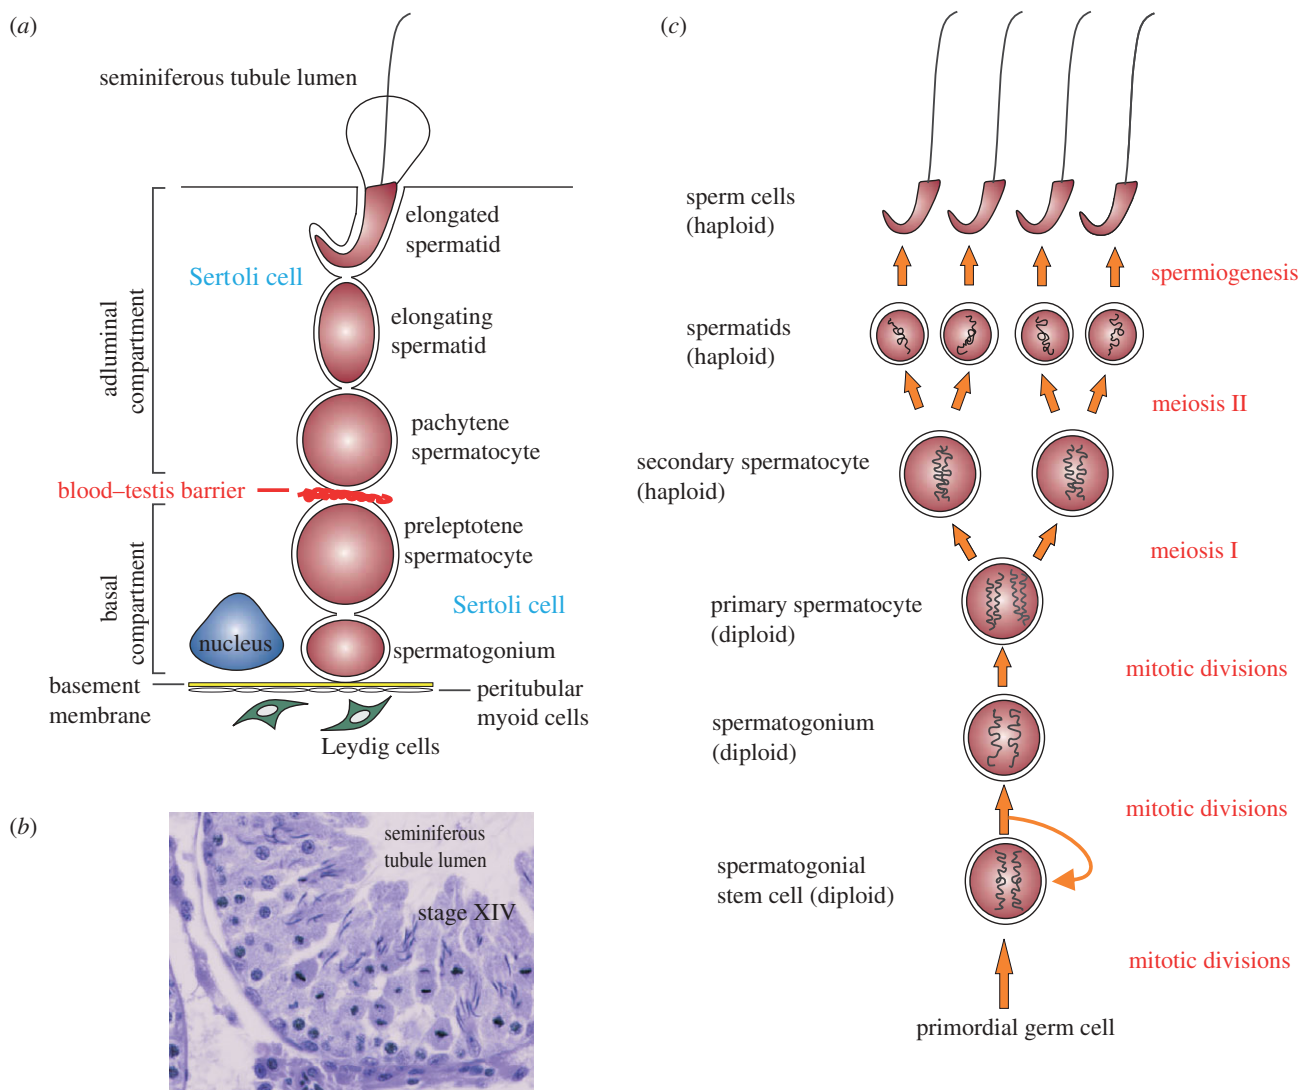 (a)
seminiferous tubule lumen
elongated
spermatid
Sertoli cell
elongating
spermatid
adluminal
compartment
pachytene
spermatocyte
blood–testis barrier
preleptotene
spermatocyte
basal
compartment
Sertoli cell
nucleus
spermatogonium
basement
membrane
peritubular
myoid cells
Leydig cells
(b)
seminiferous
tubule lumen
stage XIV
(c)
sperm cells
(haploid)
spermiogenesis
spermatids
(haploid)
meiosis II
secondary spermatocyte
(haploid)
meiosis I
primary spermatocyte
(diploid)
mitotic divisions
spermatogonium
(diploid)
mitotic divisions
spermatogonial
stem cell (diploid)
mitotic divisions
primordial germ cell